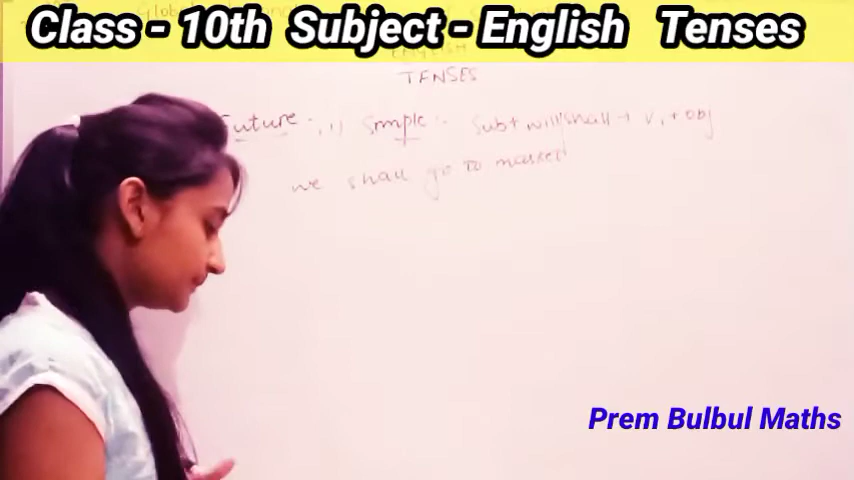 Class - 10th Subject - English Tenses
ENGLISH
TENSES
Future :- (1) Simple :- Sub + will/shall + V1 + obj
we shall go to market
Prem Bulbul Maths